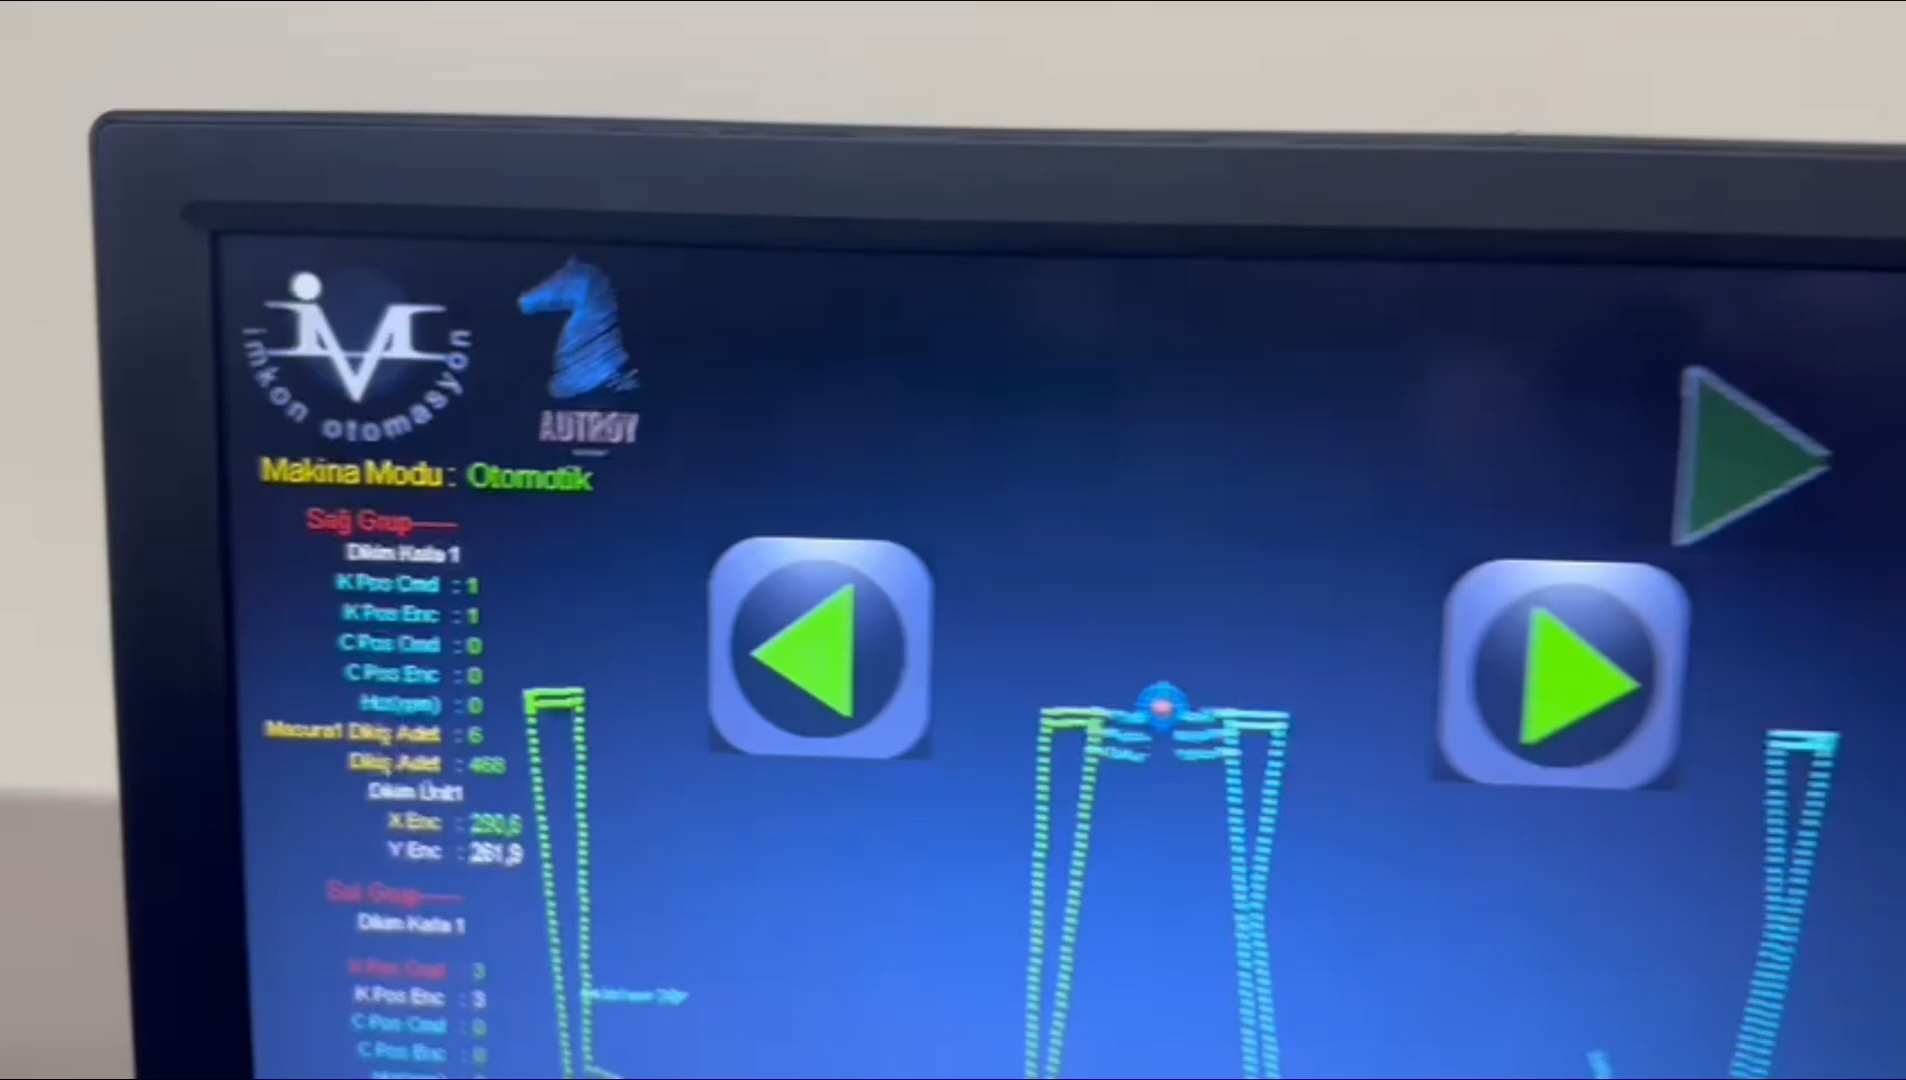 imkon otomasyon
AUTROY
Makina Modu : Otomotik
Sağ Grup
Dikim Kafa 1
K Pos Cmd : 1
K Pos Enc : 1
C Pos Cmd : 0
C Pos Enc : 0
Hız(rpm) : 0
Masura1 Dikiş Adet : 6
Dikiş Adet : 468
Dikim Ünit1
X Enc : 290,6
Y Enc : 261,9
Sol Grup
Dikim Kafa 1
K Pos Cmd 3
K Pos Enc : 3
C Pos Cmd : 0
C Pos Enc : 0